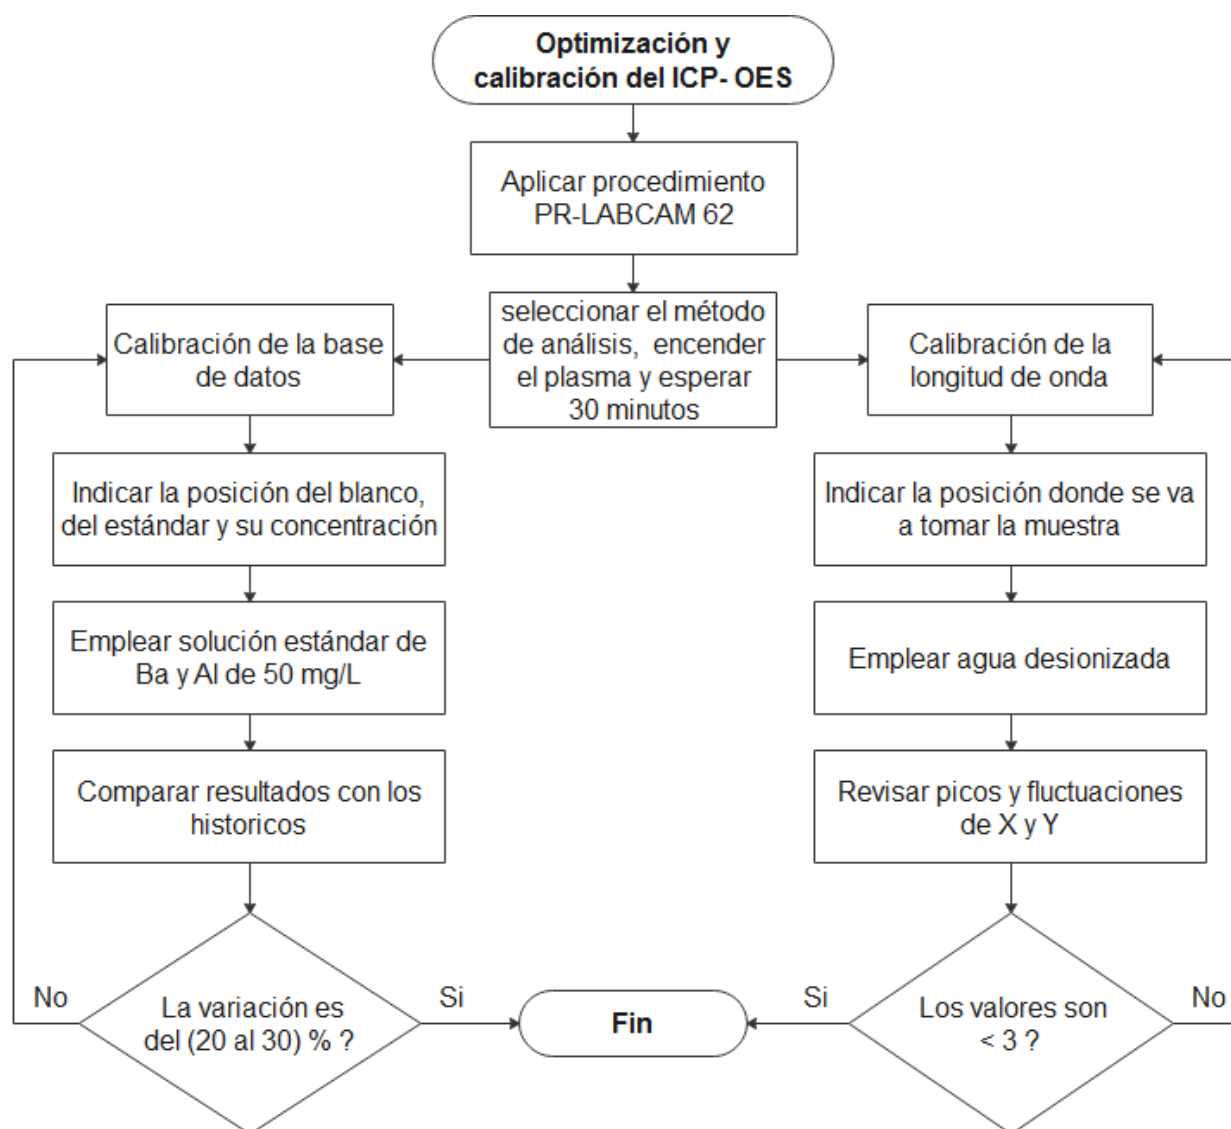 Optimización y
calibración del ICP- OES
Aplicar procedimiento
PR-LABCAM 62
seleccionar el método
de análisis, encender
el plasma y esperar
30 minutos
Calibración de la base
de datos
Indicar la posición del blanco,
del estándar y su concentración
Emplear solución estándar de
Ba y Al de 50 mg/L
Comparar resultados con los
historicos
La variación es
del (20 al 30) % ?
No
Si
Calibración de la
longitud de onda
Indicar la posición donde se va
a tomar la muestra
Emplear agua desionizada
Revisar picos y fluctuaciones
de X y Y
Los valores son
< 3 ?
Si
No
Fin